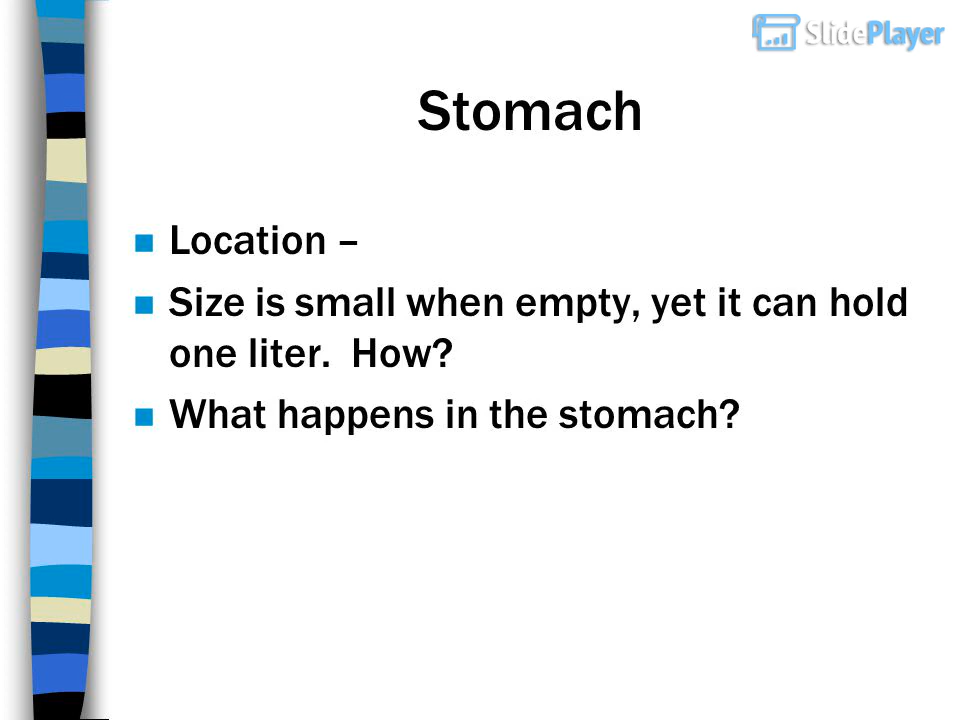 SlidePlayer
Stomach
Location –
Size is small when empty, yet it can hold
one liter. How?
What happens in the stomach?